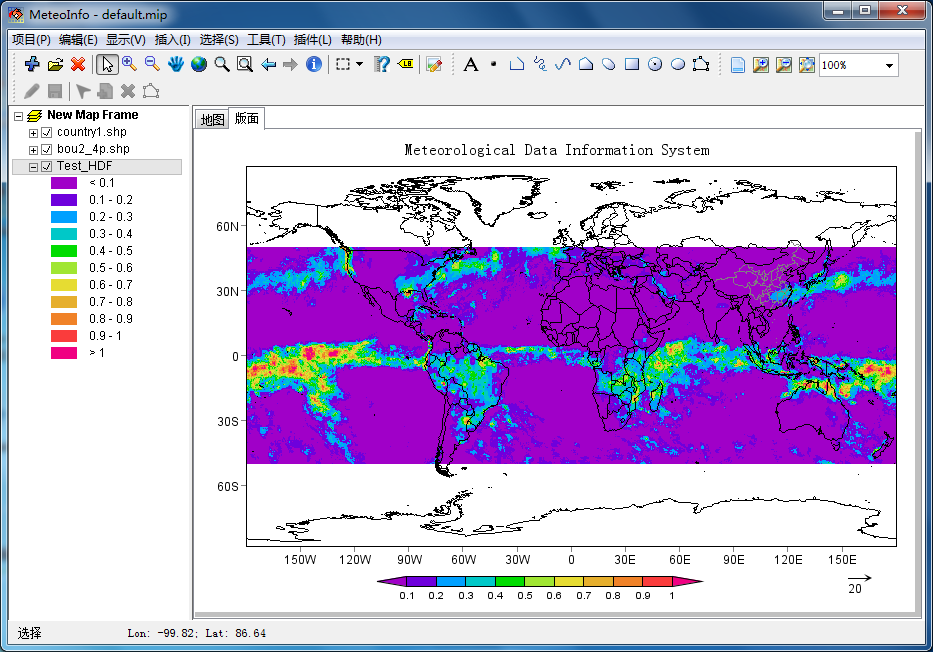 MeteoInfo - default.mip
项目(P) 编辑(E) 显示(V) 插入(I) 选择(S) 工具(T) 插件(L) 帮助(H)
LB A 100%
New Map Frame
country1.shp
bou2_4p.shp
Test_HDF
< 0.1
0.1 - 0.2
0.2 - 0.3
0.3 - 0.4
0.4 - 0.5
0.5 - 0.6
0.6 - 0.7
0.7 - 0.8
0.8 - 0.9
0.9 - 1
> 1
地图 版面
Meteorological Data Information System
60N
30N
0
30S
60S
150W 120W 90W 60W 30W 0 30E 60E 90E 120E 150E
0.1 0.2 0.3 0.4 0.5 0.6 0.7 0.8 0.9 1
20
选择 Lon: -99.82; Lat: 86.64